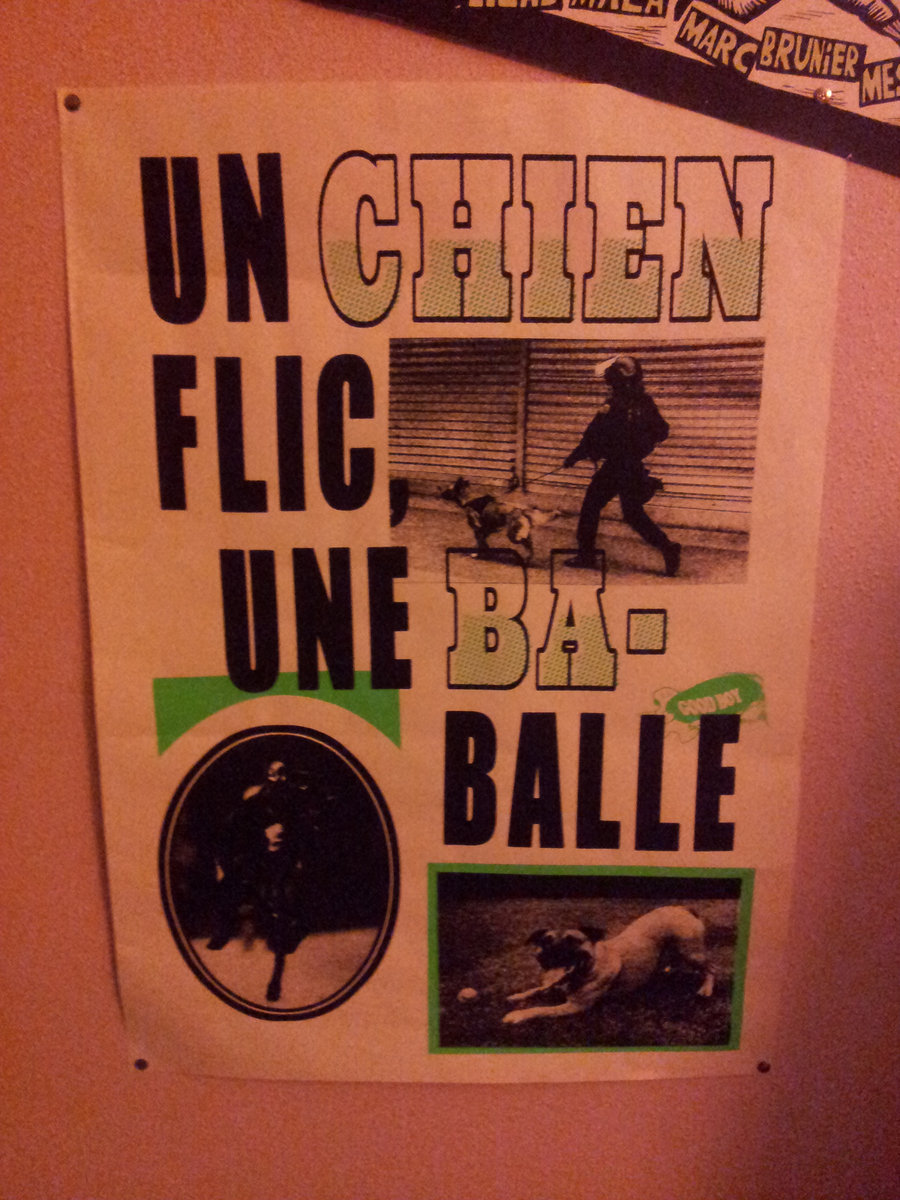 MARC BRUNIER
UN CHIEN
FLIC,
UNE BA-
GOOD BOY
BALLE